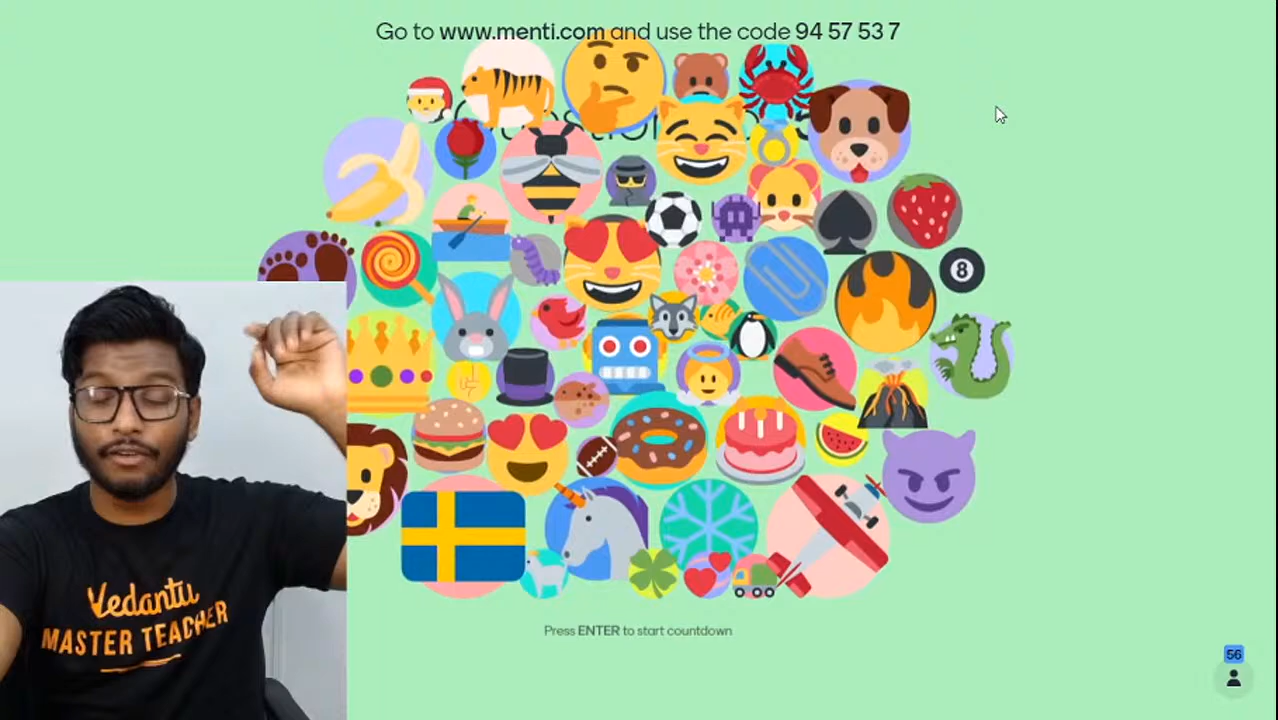 Go to www.menti.com and use the code 94 57 53 7
8
Vedantu
MASTER TEACHER
Press ENTER to start countdown
56